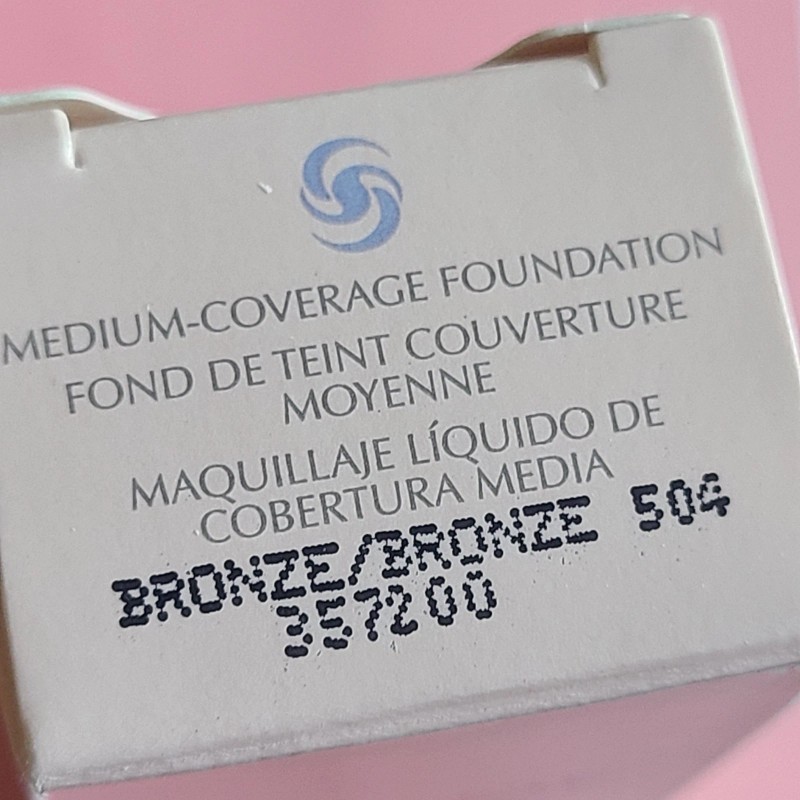 MEDIUM-COVERAGE FOUNDATION
FOND DE TEINT COUVERTURE
MOYENNE
MAQUILLAJE LÍQUIDO DE
COBERTURA MEDIA
BRONZE/BRONZE 504
357200